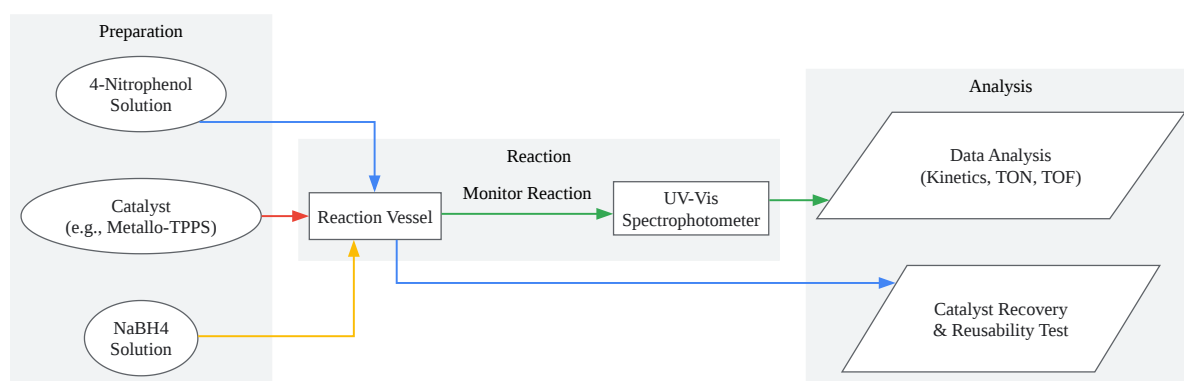 Preparation
4-Nitrophenol
Solution
Catalyst
(e.g., Metallo-TPPS)
NaBH4
Solution
Reaction
Monitor Reaction
Reaction Vessel
UV-Vis
Spectrophotometer
Analysis
Data Analysis
(Kinetics, TON, TOF)
Catalyst Recovery
& Reusability Test